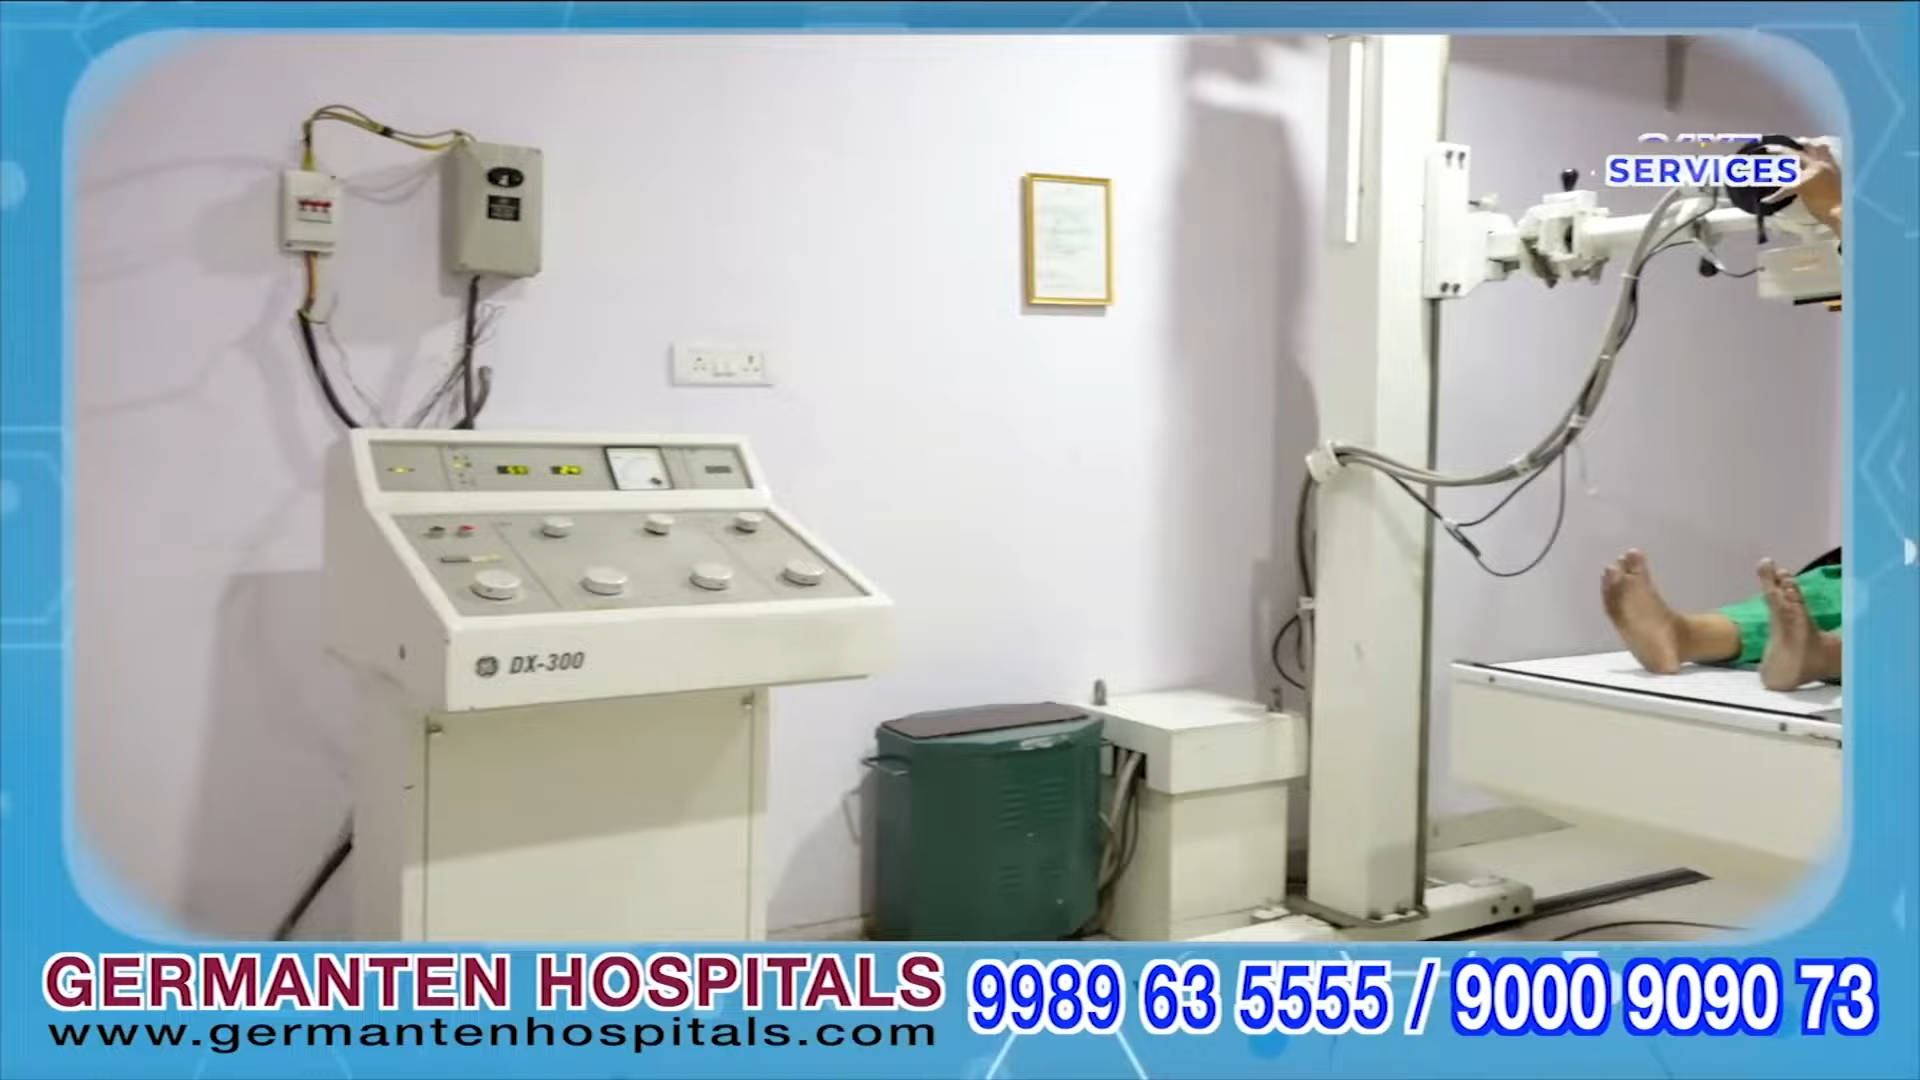 SERVICES
DX-300
GERMANTEN HOSPITALS
www.germantenhospitals.com
9989 63 5555 / 9000 9090 73